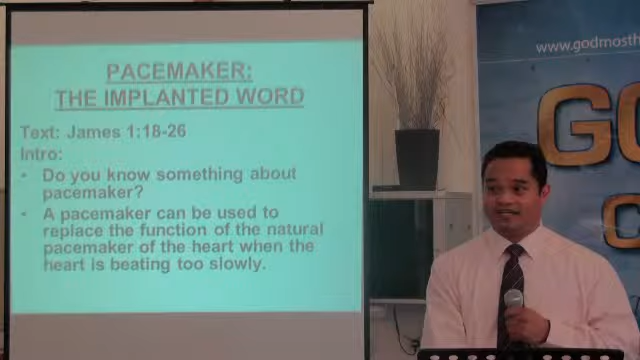 PACEMAKER:
THE IMPLANTED WORD
Text: James 1:18-26
Intro:
• Do you know something about
pacemaker?
• A pacemaker can be used to
replace the function of the natural
pacemaker of the heart when the
heart is beating too slowly.
www.godmosth
GO